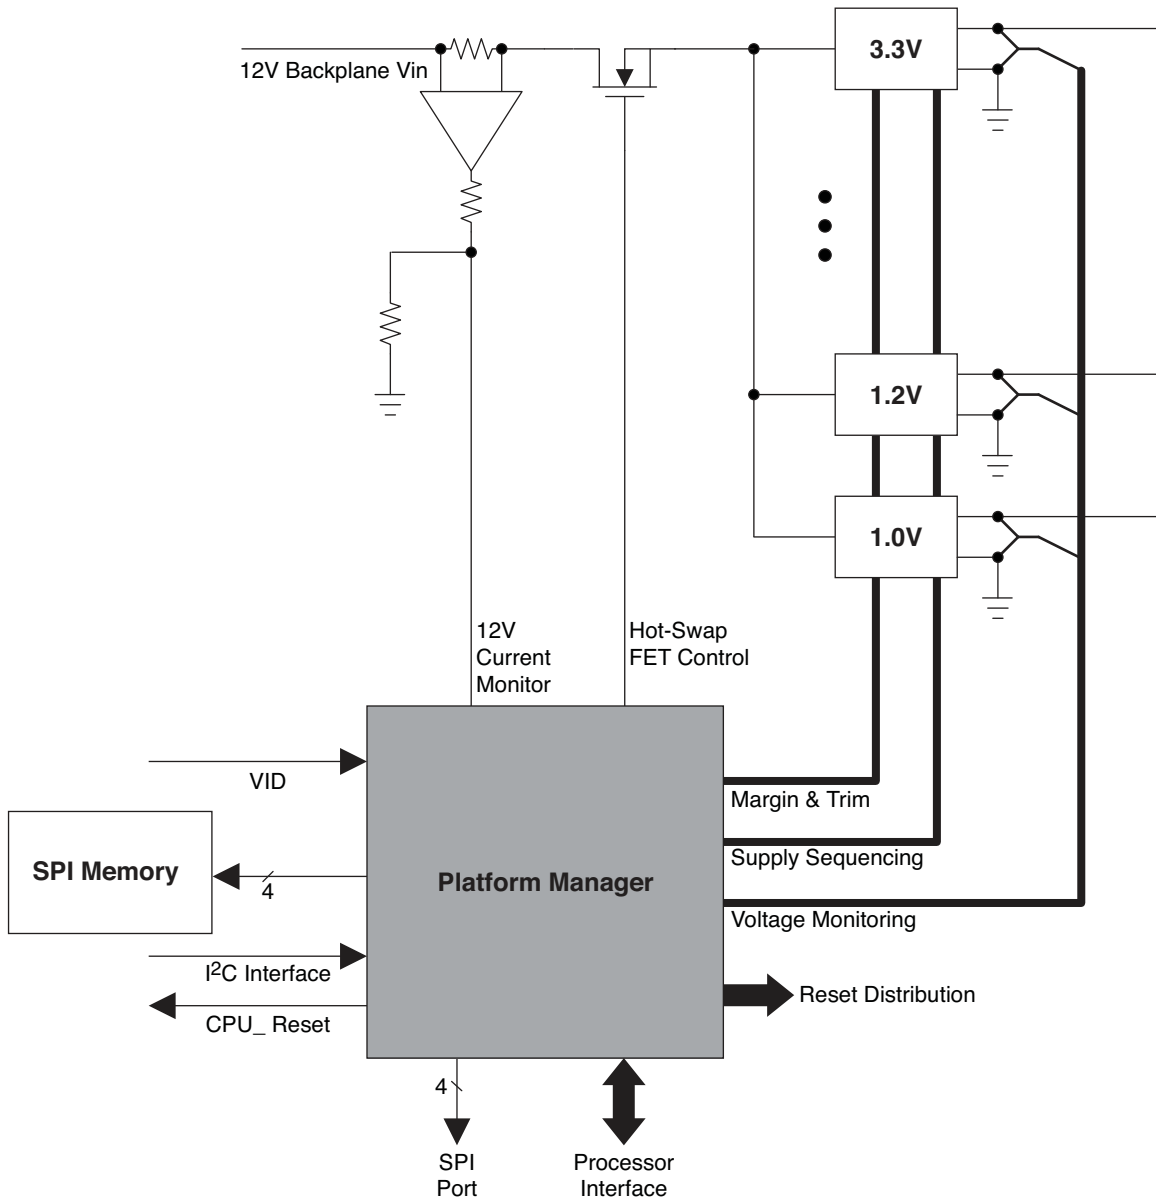 3.3V
12V Backplane Vin
1.2V
1.0V
12V
Current
Monitor
Hot-Swap
FET Control
VID
Margin & Trim
SPI Memory
4
Platform Manager
Supply Sequencing
Voltage Monitoring
I²C Interface
CPU_ Reset
Reset Distribution
4
SPI
Port
Processor
Interface